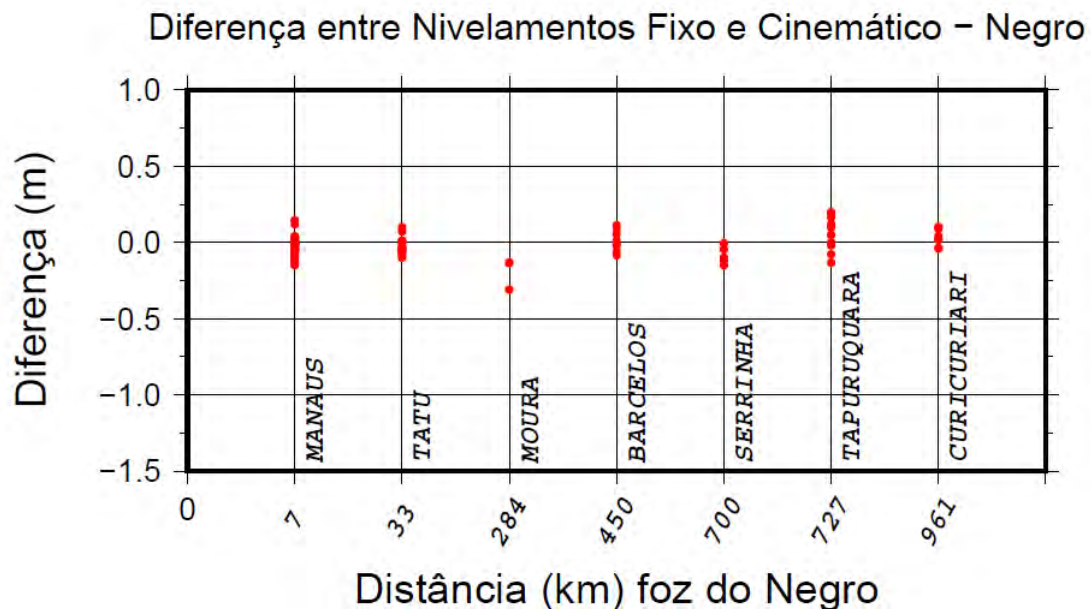 Diferença entre Nivelamentos Fixo e Cinemático − Negro
Diferença (m)
1.0
0.5
0.0
−0.5
−1.0
−1.5
MANAUS
TATU
MOURA
BARCELOS
SERRINHA
TAPURUQUARA
CURICURIARI
0
7
33
284
450
700
727
961
Distância (km) foz do Negro